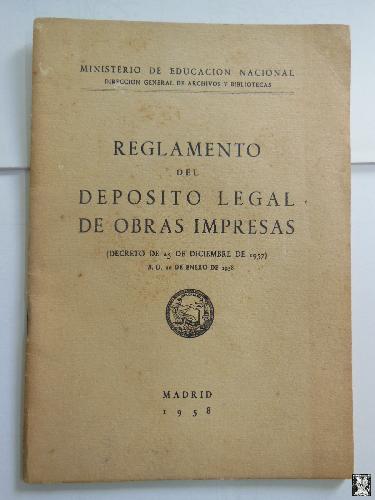 MINISTERIO DE EDUCACION NACIONAL
DIRECCION GENERAL DE ARCHIVOS Y BIBLIOTECAS
REGLAMENTO
DEL
DEPOSITO LEGAL
DE OBRAS IMPRESAS
(DECRETO DE 23 DE DICIEMBRE DE 1957)
B. O. 20 DE ENERO DE 1958
MADRID
1958